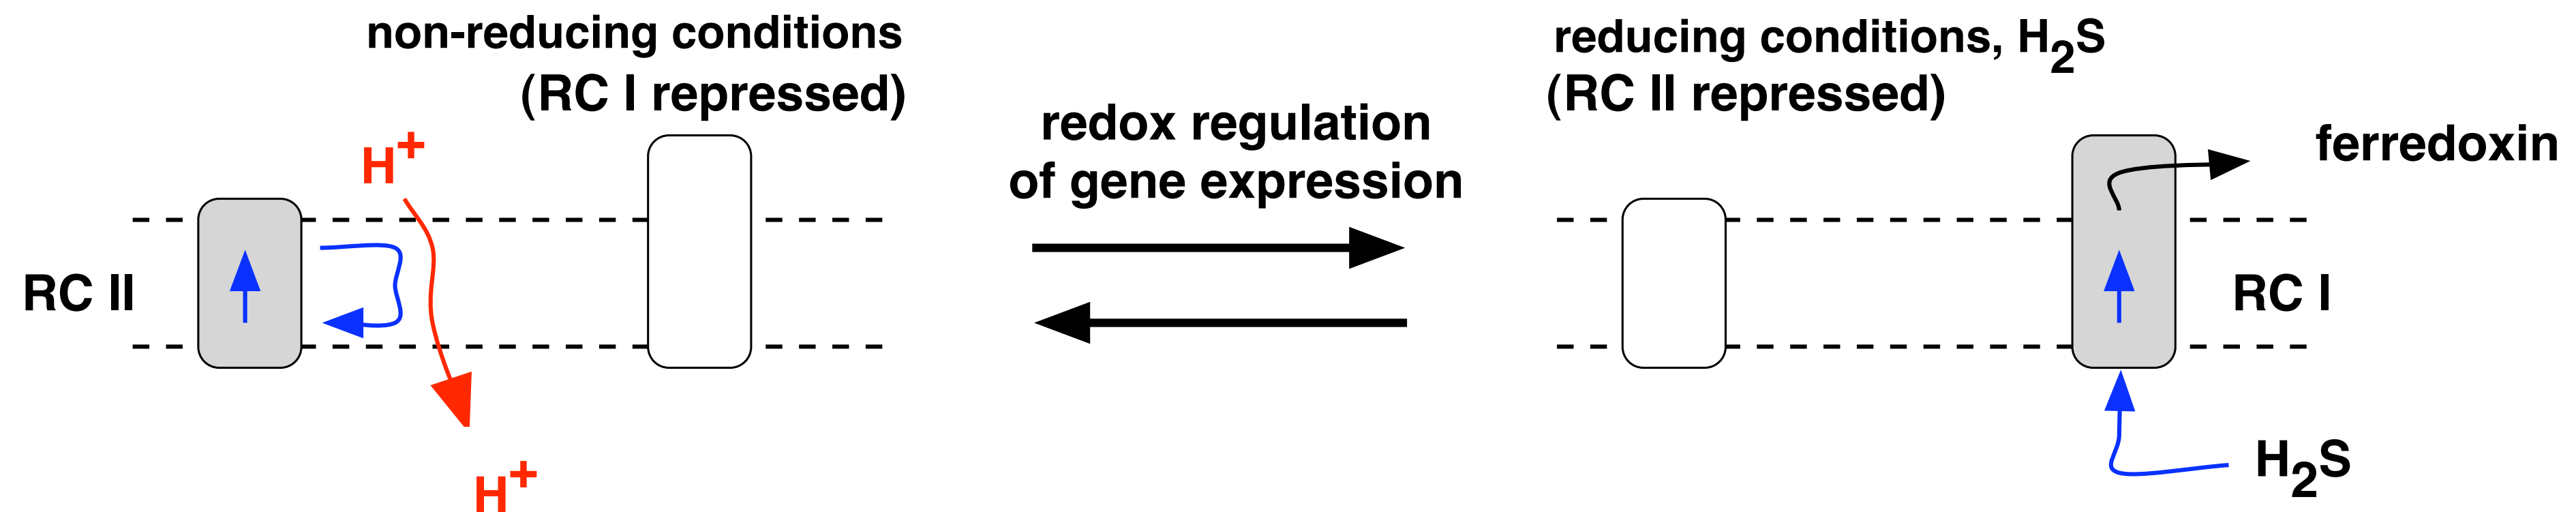 non-reducing conditions
(RC I repressed)
H+
RC II
H+
redox regulation
of gene expression
reducing conditions, H2S
(RC II repressed)
ferredoxin
RC I
H2S